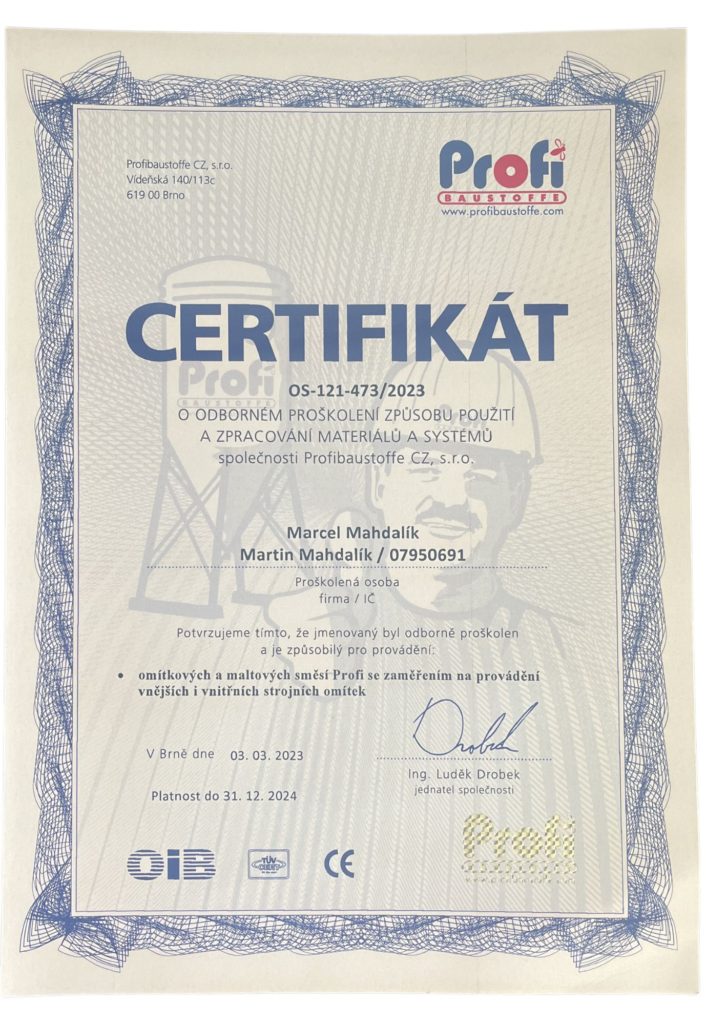 Profibaustoffe CZ, s.r.o.
Vídeňská 140/113c
619 00 Brno
Profi
BAUSTOFFE
www.profibaustoffe.com
CERTIFIKÁT
Profi
BAUSTOFFE
OS-121-473/2023
O ODBORNÉM PROŠKOLENÍ ZPŮSOBU POUŽITÍ
A ZPRACOVÁNÍ MATERIÁLŮ A SYSTÉMŮ
společnosti Profibaustoffe CZ, s.r.o.
Marcel Mahdalík
Martin Mahdalík / 07950691
Proškolená osoba
firma / IČ
Potvrzujeme tímto, že jmenovaný byl odborně proškolen
a je způsobilý pro provádění:
• omítkových a maltových směsí Profi se zaměřením na provádění
vnějších i vnitřních strojních omítek
V Brně dne 03. 03. 2023
Drobek
Ing. Luděk Drobek
jednatel společnosti
Platnost do 31. 12. 2024
OiB
TÜV
CE
Profi